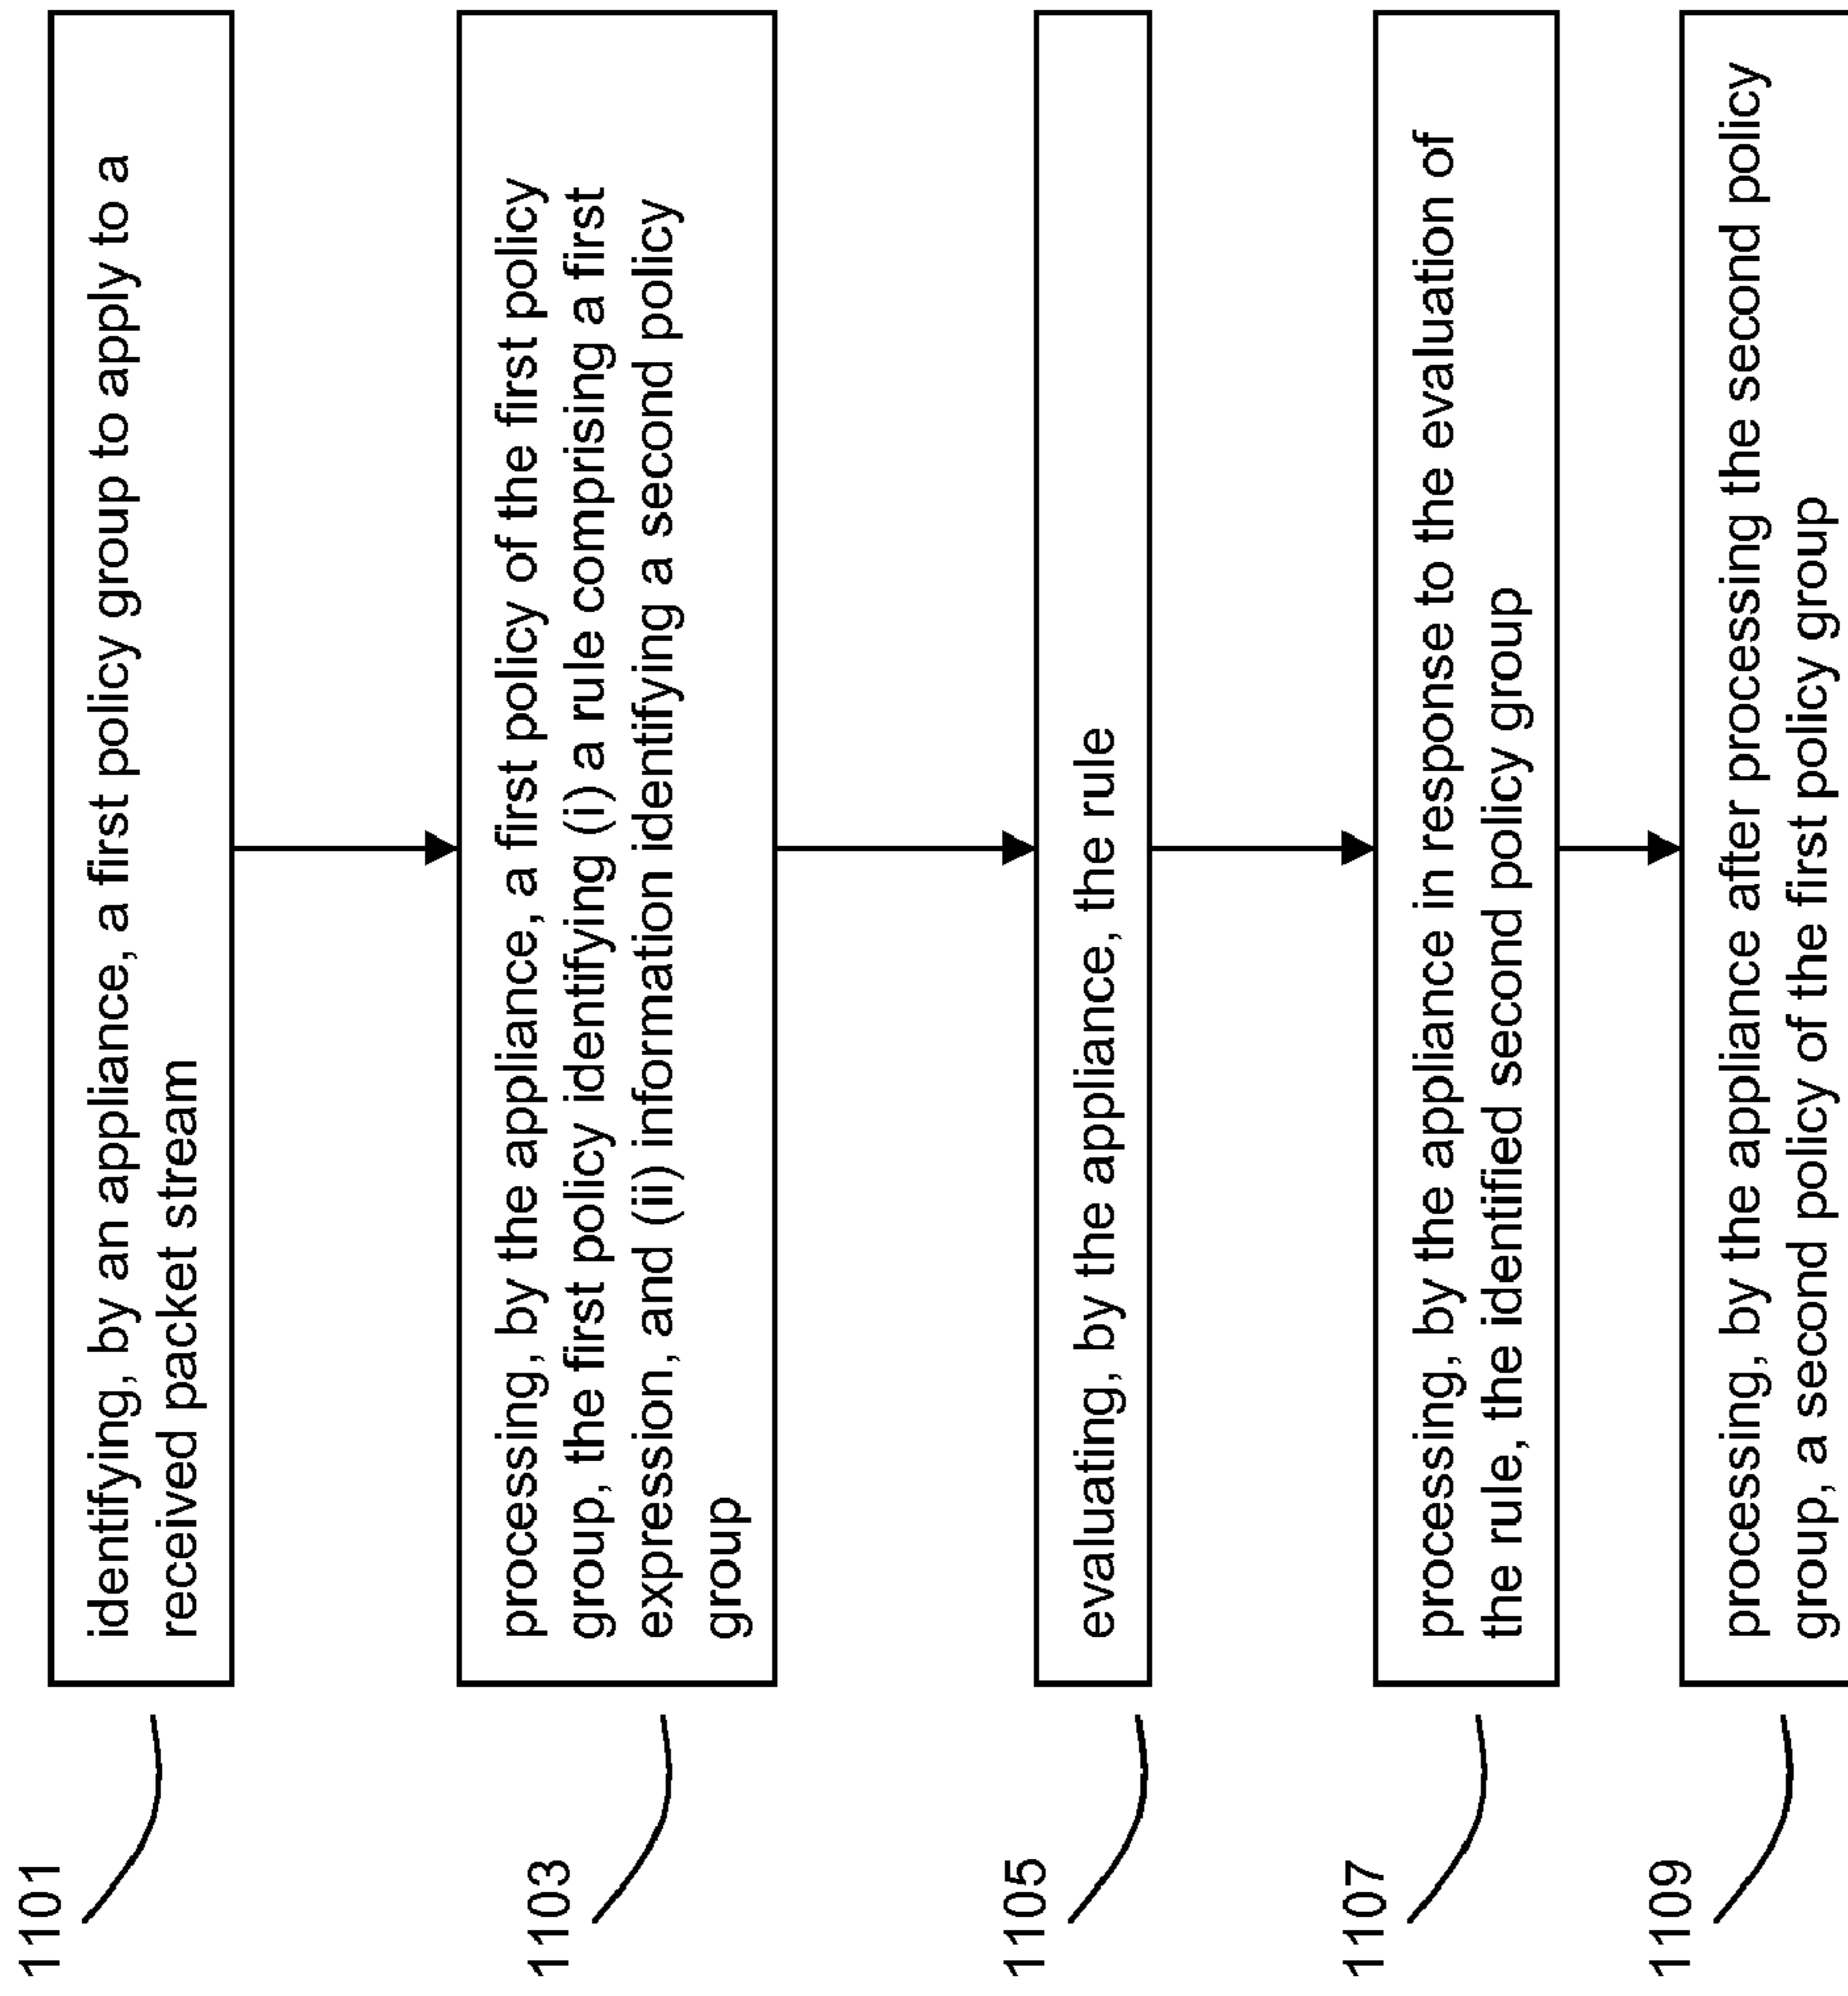 1101
identifying, by an appliance, a first policy group to apply to a
received packet stream
1103
processing, by the appliance, a first policy of the first policy
group, the first policy identifying (i) a rule comprising a first
expression, and (ii) information identifying a second policy
group
1105
evaluating, by the appliance, the rule
1107
processing, by the appliance in response to the evaluation of
the rule, the identified second policy group
1109
processing, by the appliance after processing the second policy
group, a second policy of the first policy group